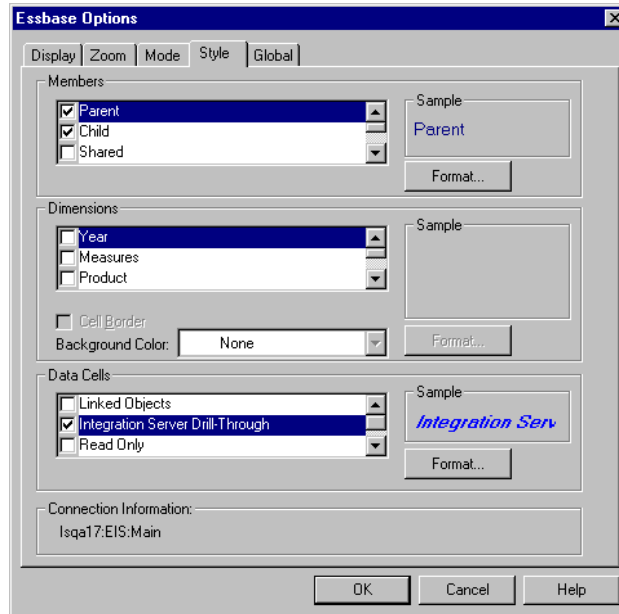 Essbase Options
Display Zoom Mode Style Global
Members
Parent
Child
Shared
Sample
Parent
Format...
Dimensions
Year
Measures
Product
Sample
Cell Border
Background Color: None
Format...
Data Cells
Linked Objects
Integration Server Drill-Through
Read Only
Sample
Integration Serv
Format...
Connection Information:
Isqa17:EIS:Main
OK Cancel Help